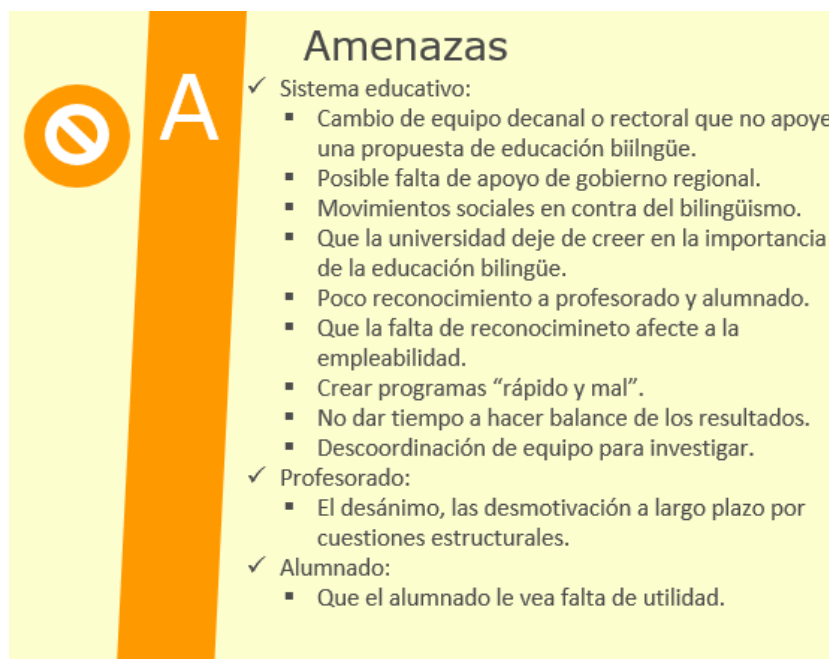 Amenazas
A
✓ Sistema educativo:
▪ Cambio de equipo decanal o rectoral que no apoye
una propuesta de educación biilngüe.
▪ Posible falta de apoyo de gobierno regional.
▪ Movimientos sociales en contra del bilingüismo.
▪ Que la universidad deje de creer en la importancia
de la educación bilingüe.
▪ Poco reconocimiento a profesorado y alumnado.
▪ Que la falta de reconocimineto afecte a la
empleabilidad.
▪ Crear programas “rápido y mal”.
▪ No dar tiempo a hacer balance de los resultados.
▪ Descoordinación de equipo para investigar.
✓ Profesorado:
▪ El desánimo, las desmotivación a largo plazo por
cuestiones estructurales.
✓ Alumnado:
▪ Que el alumnado le vea falta de utilidad.